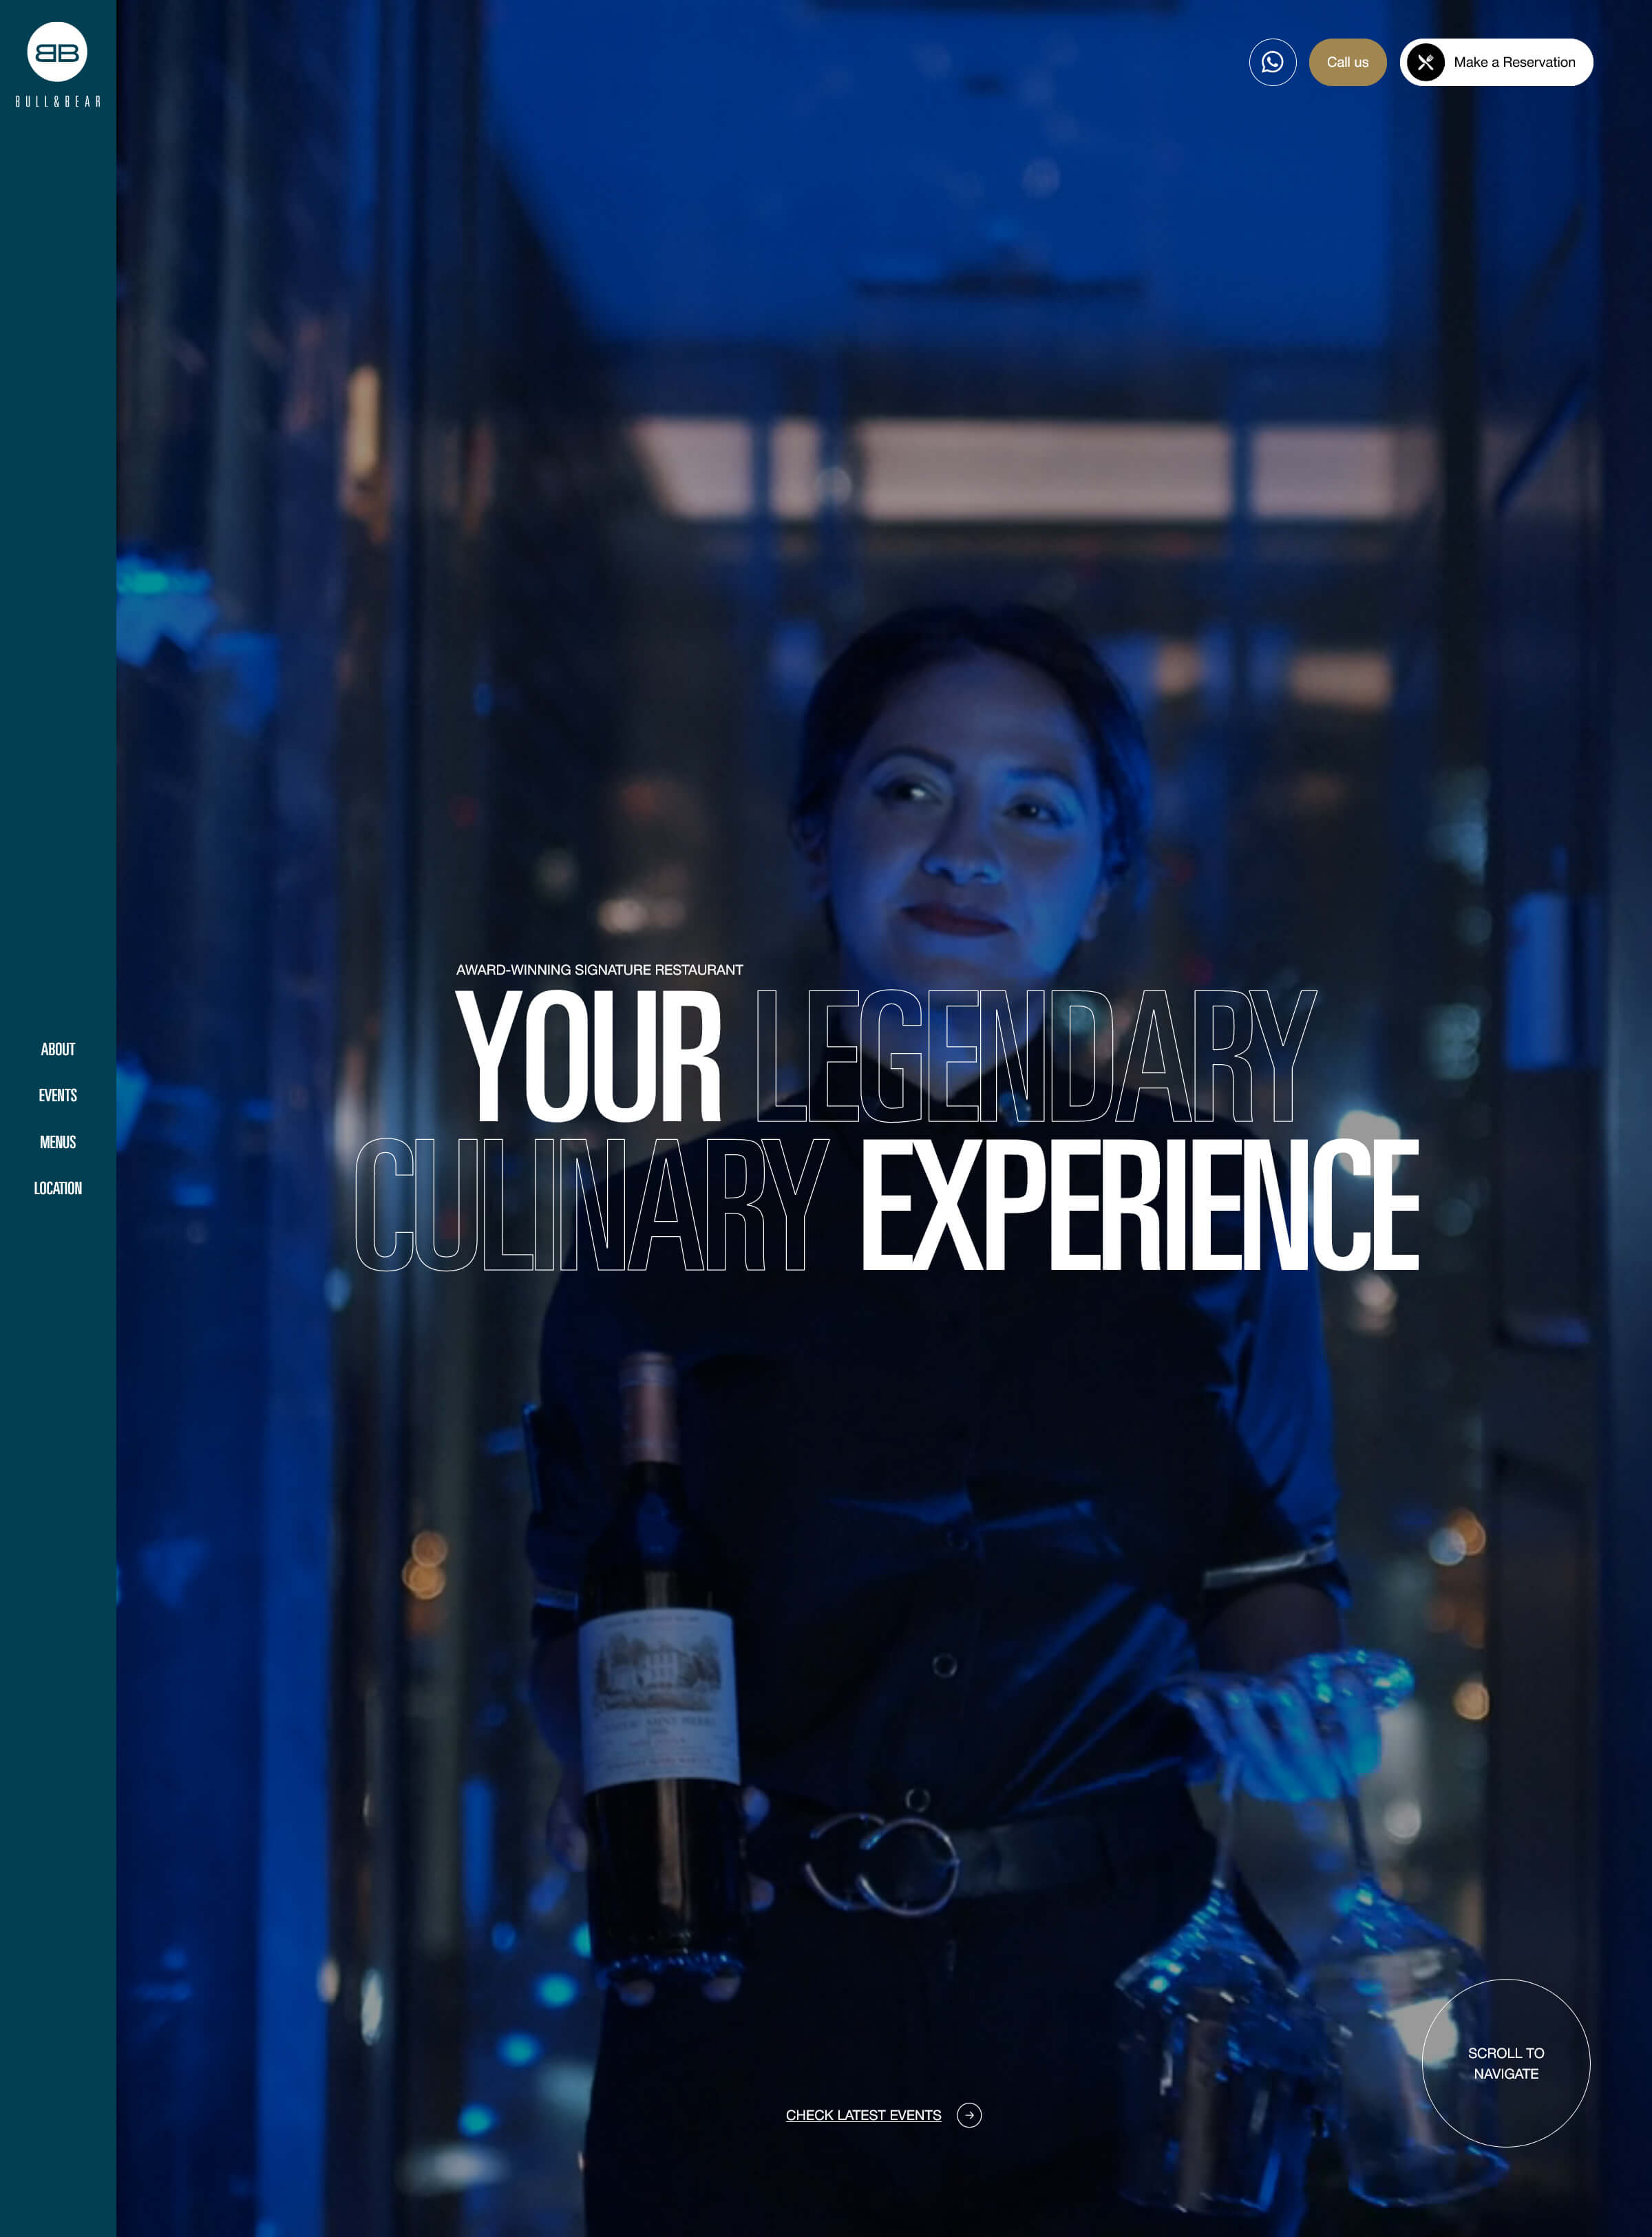 BB
BULL&BEAR
Call us
Make a Reservation
ABOUT
EVENTS
MENUS
LOCATION
AWARD-WINNING SIGNATURE RESTAURANT
YOUR LEGENDARY
CULINARY EXPERIENCE
CHECK LATEST EVENTS
SCROLL TO
NAVIGATE